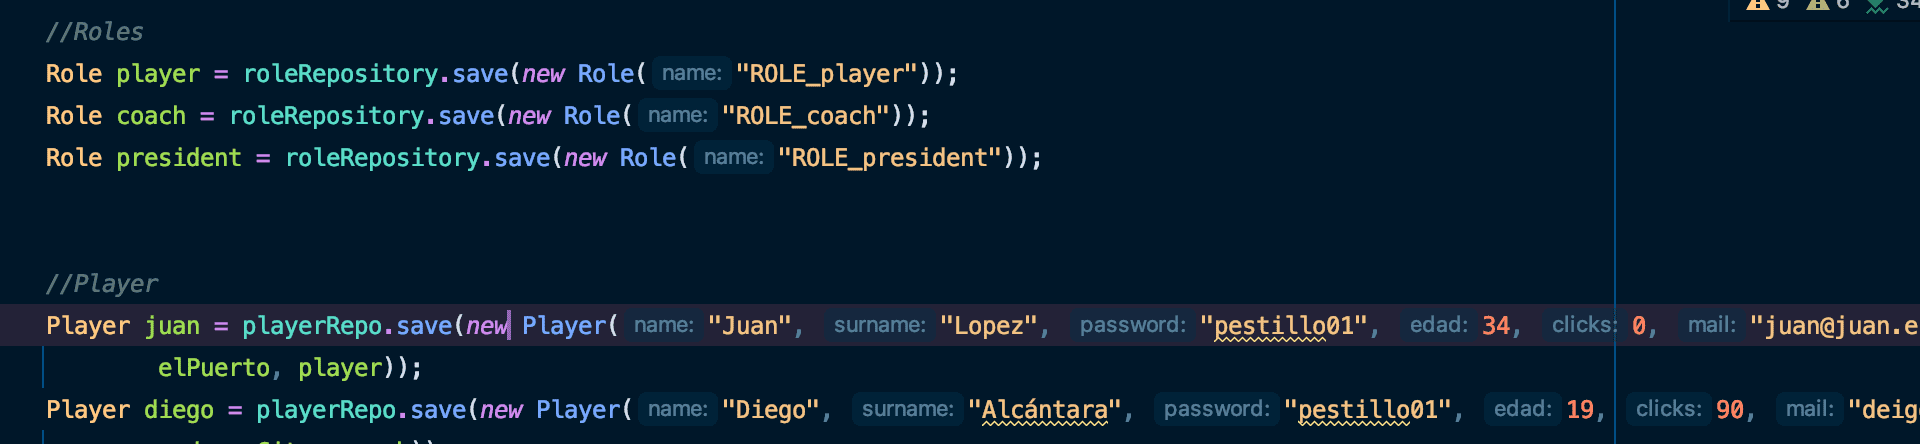 9 6 34
//Roles
Role player = roleRepository.save(new Role( name: "ROLE_player"));
Role coach = roleRepository.save(new Role( name: "ROLE_coach"));
Role president = roleRepository.save(new Role( name: "ROLE_president"));
//Player
Player juan = playerRepo.save(new Player( name: "Juan", surname: "Lopez", password: "pestillo01", edad: 34, clicks: 0, mail: "juan@juan.e
elPuerto, player));
Player diego = playerRepo.save(new Player( name: "Diego", surname: "Alcántara", password: "pestillo01", edad: 19, clicks: 90, mail: "deig